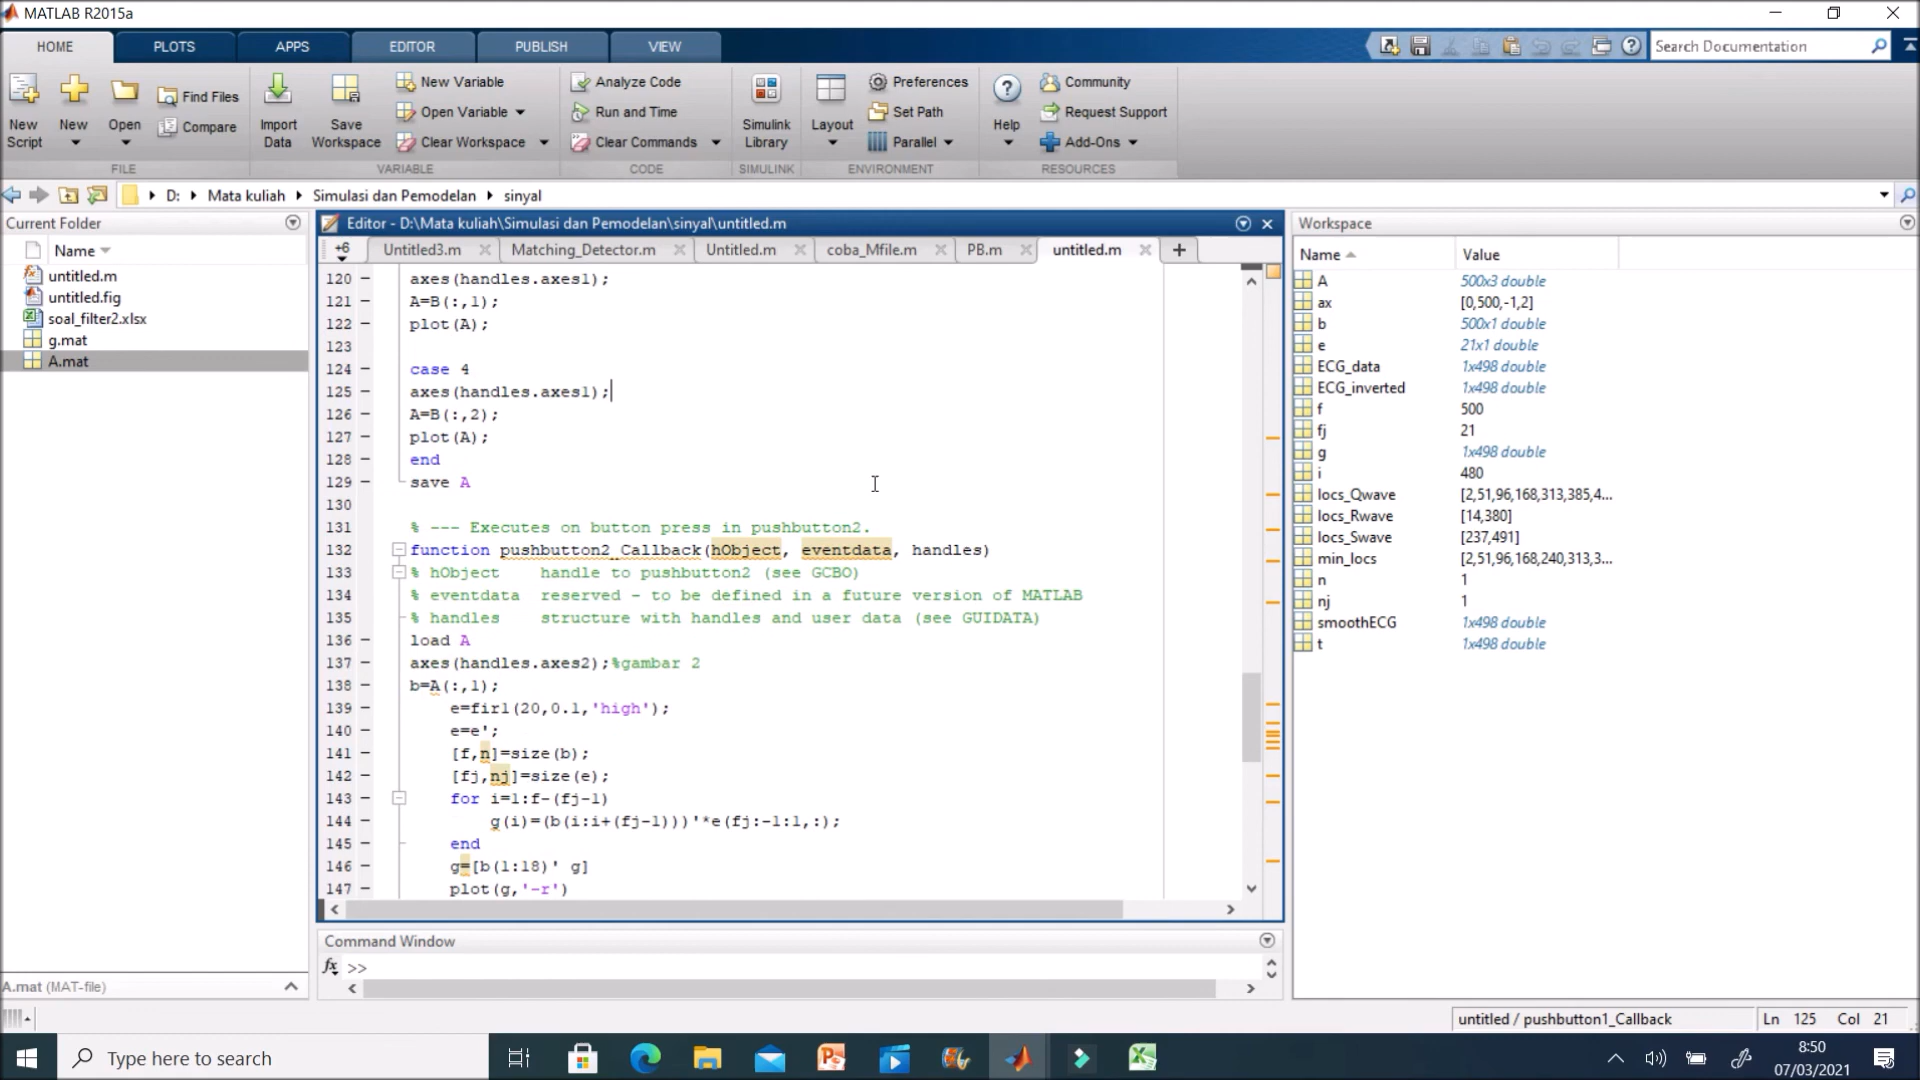 MATLAB R2015a
HOME
PLOTS
APPS
EDITOR
PUBLISH
VIEW
Search Documentation
New Script
New
Open
Find Files
Compare
FILE
Import Data
Save Workspace
New Variable
Open Variable
Clear Workspace
VARIABLE
Analyze Code
Run and Time
Clear Commands
CODE
Simulink Library
SIMULINK
Layout
Preferences
Set Path
Parallel
ENVIRONMENT
Help
Community
Request Support
Add-Ons
RESOURCES
D: Mata kuliah Simulasi dan Pemodelan sinyal
Current Folder
Name
untitled.m
untitled.fig
soal_filter2.xlsx
g.mat
A.mat
A.mat (MAT-file)
Editor - D:\Mata kuliah\Simulasi dan Pemodelan\sinyal\untitled.m
+6 Untitled3.m Matching_Detector.m Untitled.m coba_Mfile.m PB.m untitled.m
120 - axes(handles.axes1);
121 - A=B(:,1);
122 - plot(A);
123
124 - case 4
125 - axes(handles.axes1);
126 - A=B(:,2);
127 - plot(A);
128 - end
129 - save A
130
131 % --- Executes on button press in pushbutton2.
132 function pushbutton2_Callback(hObject, eventdata, handles)
133 % hObject    handle to pushbutton2 (see GCBO)
134 % eventdata  reserved - to be defined in a future version of MATLAB
135 % handles    structure with handles and user data (see GUIDATA)
136 - load A
137 - axes(handles.axes2);%gambar 2
138 - b=A(:,1);
139 - e=fir1(20,0.1,'high');
140 - e=e';
141 - [f,n]=size(b);
142 - [fj,nj]=size(e);
143 - for i=1:f-(fj-1)
144 - g(i)=(b(i:i+(fj-1)))'*e(fj:-1:1,:);
145 - end
146 - g=[b(1:18)' g]
147 - plot(g,'-r')
Command Window
fx >>
Workspace
Name Value
A 500x3 double
ax [0,500,-1,2]
b 500x1 double
e 21x1 double
ECG_data 1x498 double
ECG_inverted 1x498 double
f 500
fj 21
g 1x498 double
i 480
locs_Qwave [2,51,96,168,313,385,4...
locs_Rwave [14,380]
locs_Swave [237,491]
min_locs [2,51,96,168,240,313,3...
n 1
nj 1
smoothECG 1x498 double
t 1x498 double
untitled / pushbutton1_Callback
Ln 125 Col 21
Type here to search
8:50
07/03/2021